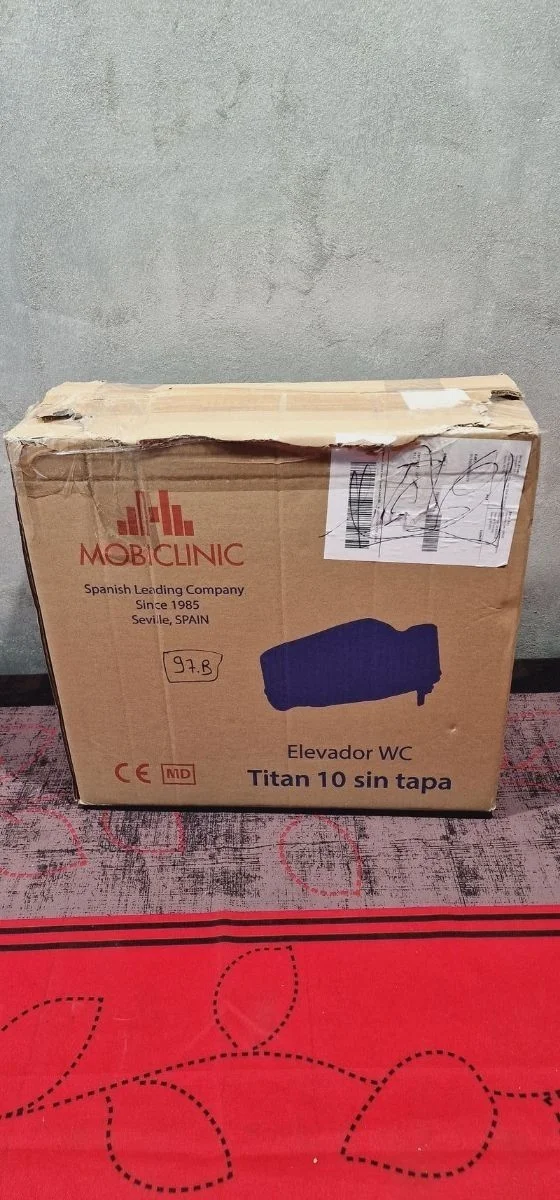 MOBICLINIC
Spanish Leading Company
Since 1985
Seville, SPAIN
97.B
Elevador WC
CE MD
Titan 10 sin tapa